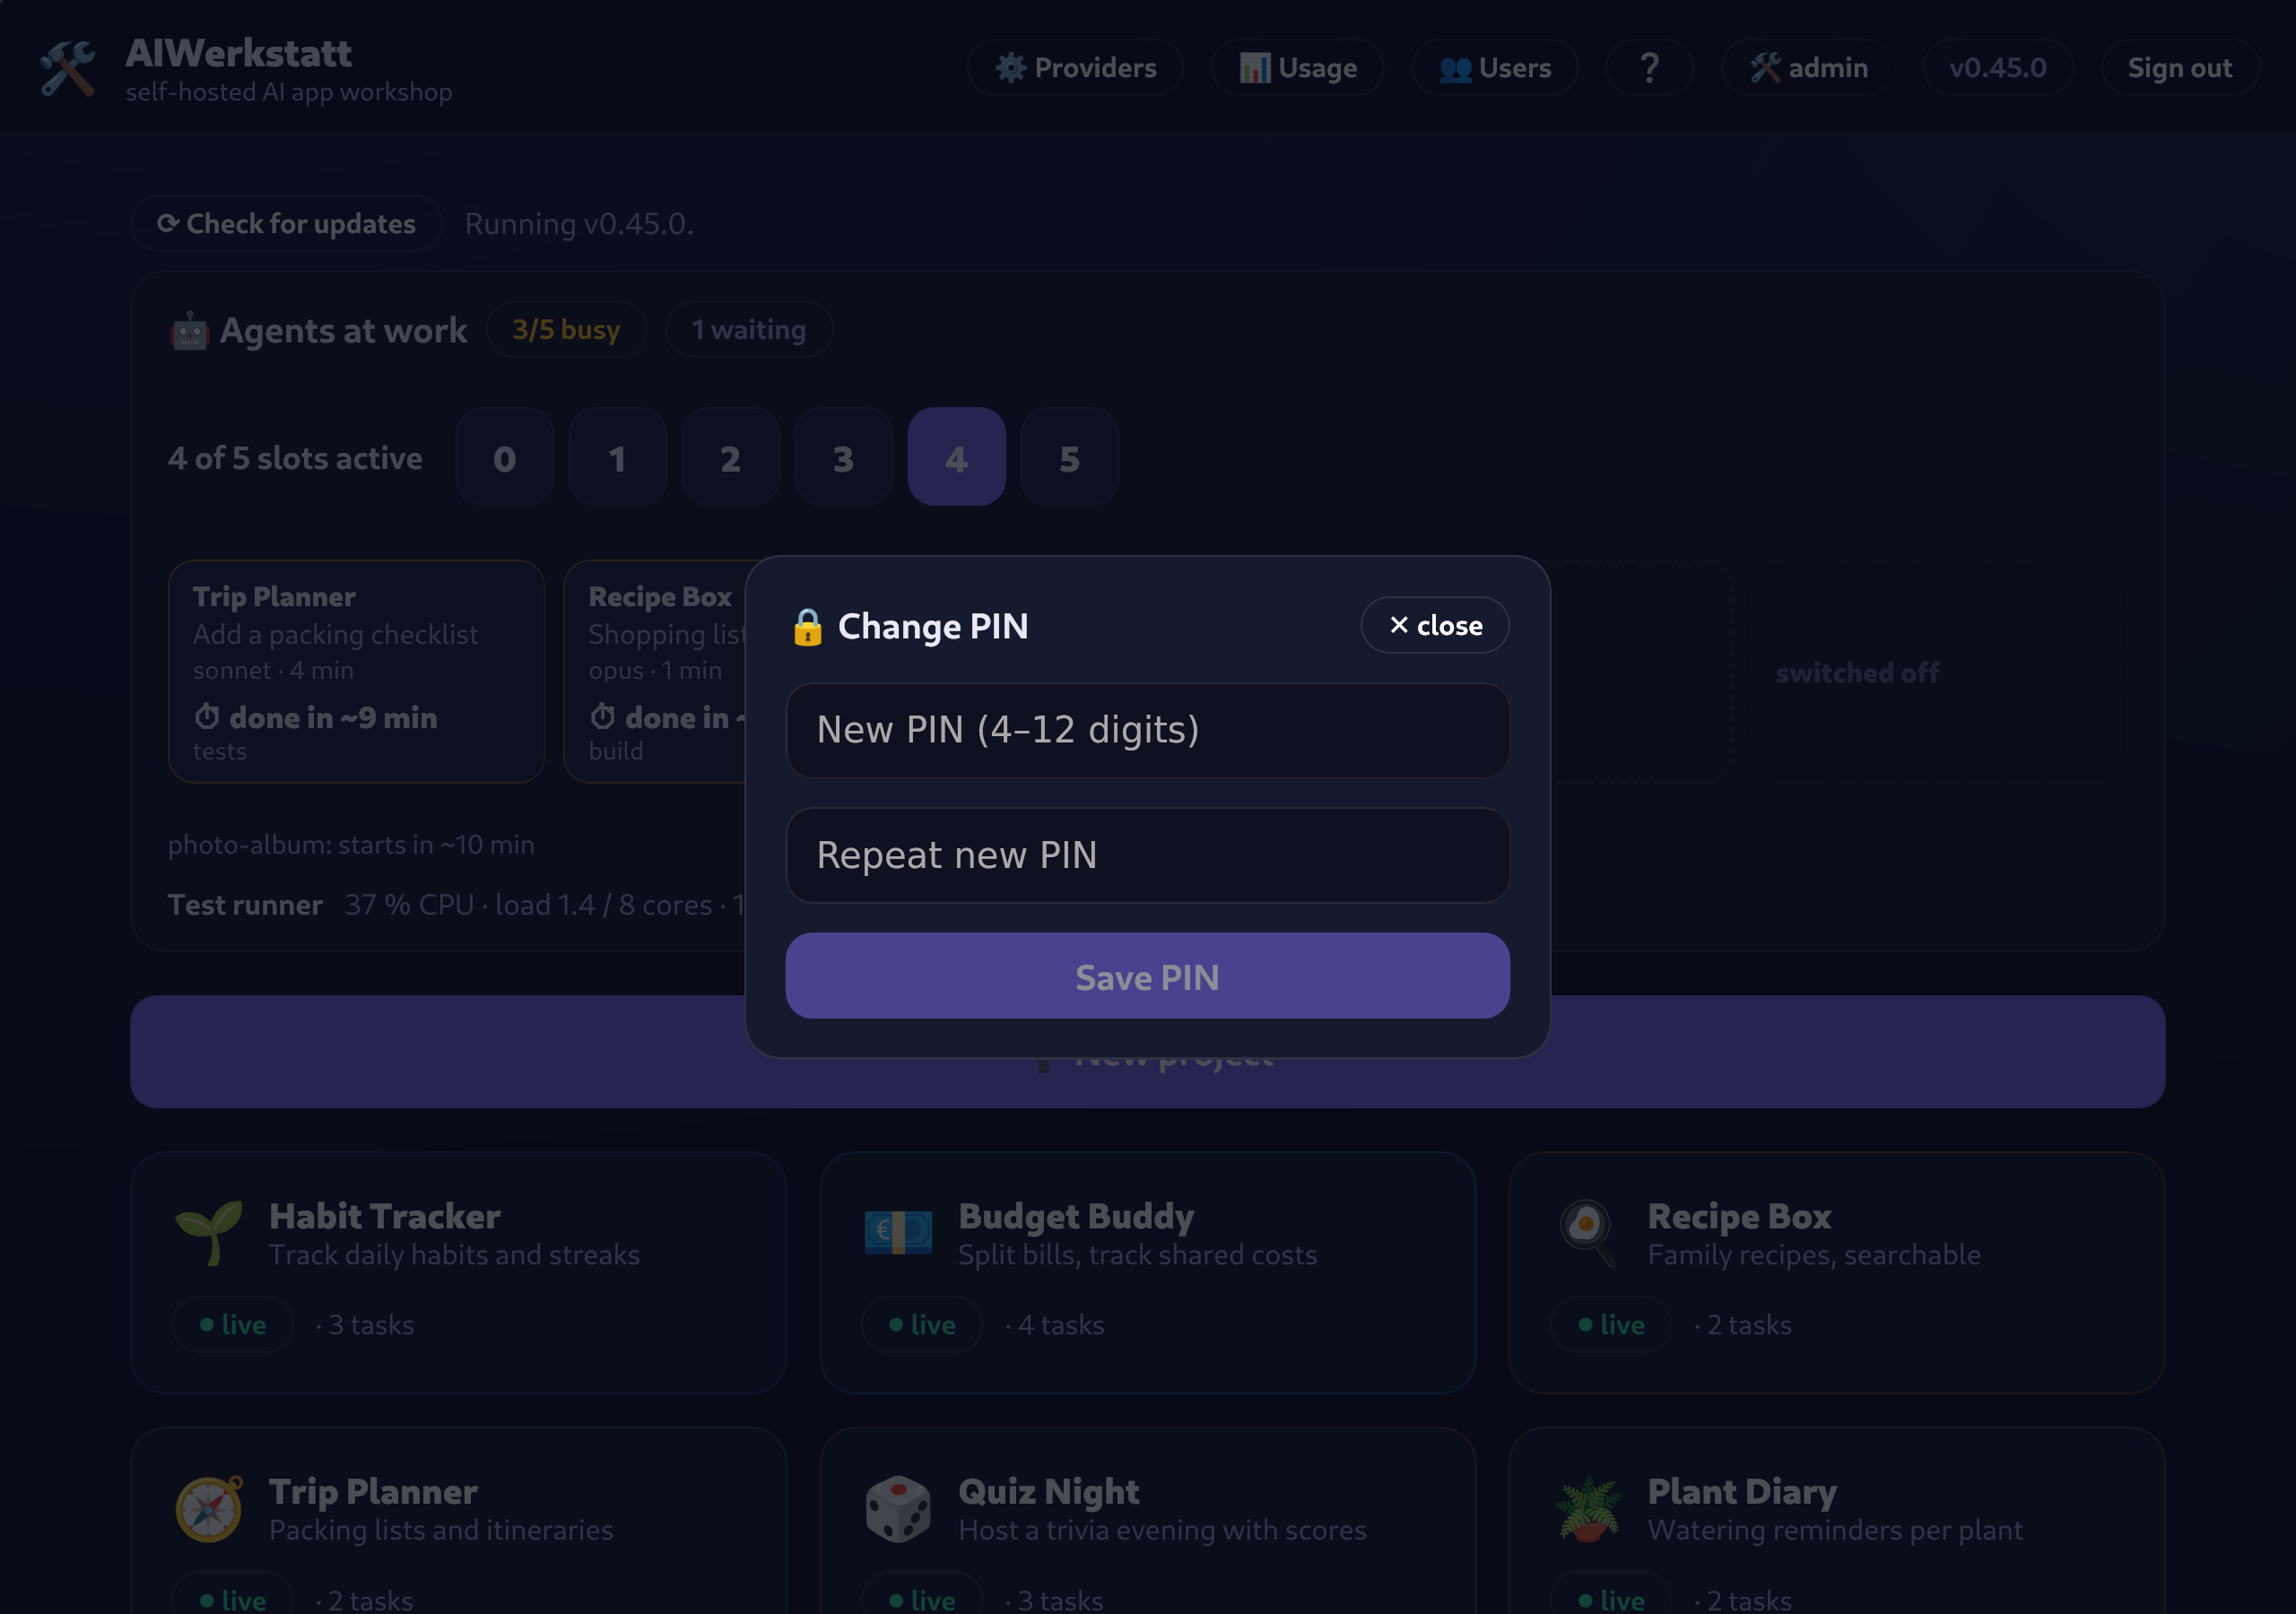 AIWerkstatt
self-hosted AI app workshop
Providers
Usage
Users
?
admin
v0.45.0
Sign out
⟳ Check for updates
Running v0.45.0.
Agents at work
3/5 busy
1 waiting
4 of 5 slots active
0
1
2
3
4
5
Trip Planner
Add a packing checklist
sonnet · 4 min
⏱ done in ~9 min
tests
Recipe Box
Shopping list
opus · 1 min
⏱ done in ~
build
switched off
photo-album: starts in ~10 min
Test runner 37 % CPU · load 1.4 / 8 cores · 1
Change PIN
✕ close
New PIN (4–12 digits)
Repeat new PIN
Save PIN
New project
Habit Tracker
Track daily habits and streaks
live · 3 tasks
Budget Buddy
Split bills, track shared costs
live · 4 tasks
Recipe Box
Family recipes, searchable
live · 2 tasks
Trip Planner
Packing lists and itineraries
live · 2 tasks
Quiz Night
Host a trivia evening with scores
live · 3 tasks
Plant Diary
Watering reminders per plant
live · 2 tasks